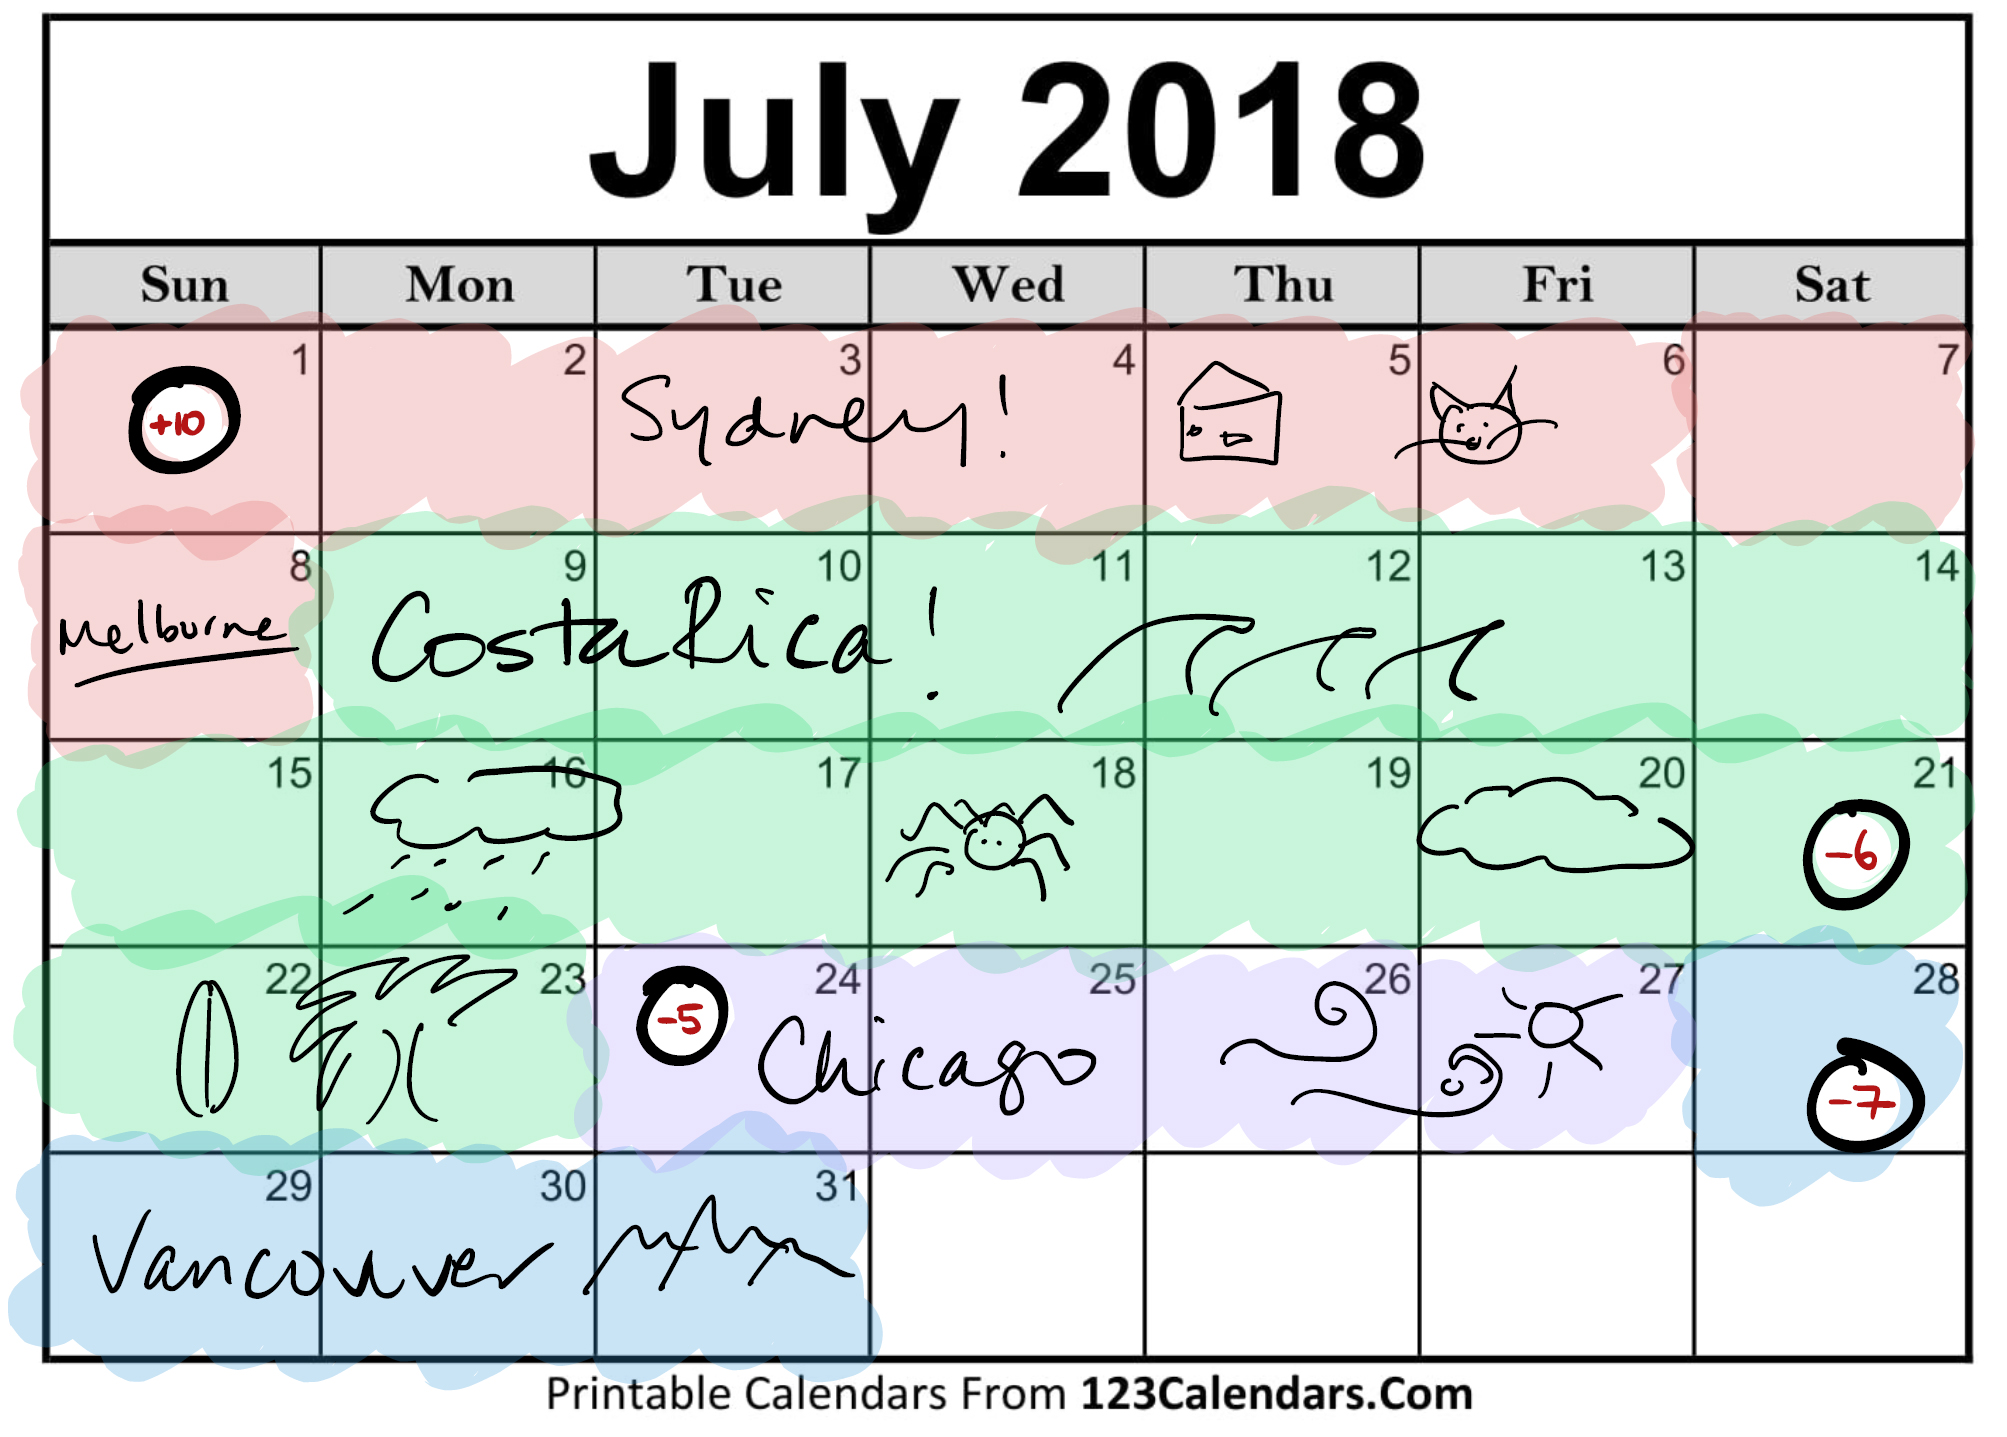 July 2018
Sun Mon Tue Wed Thu Fri Sat
1 2 3 4 5 6 7
+10 Sydney!
8 9 10 11 12 13 14
Melburne Costa Rica!
15 16 17 18 19 20 21
-6
22 23 24 25 26 27 28
-5 Chicago -7
29 30 31
Vancouver
Printable Calendars From 123Calendars.Com